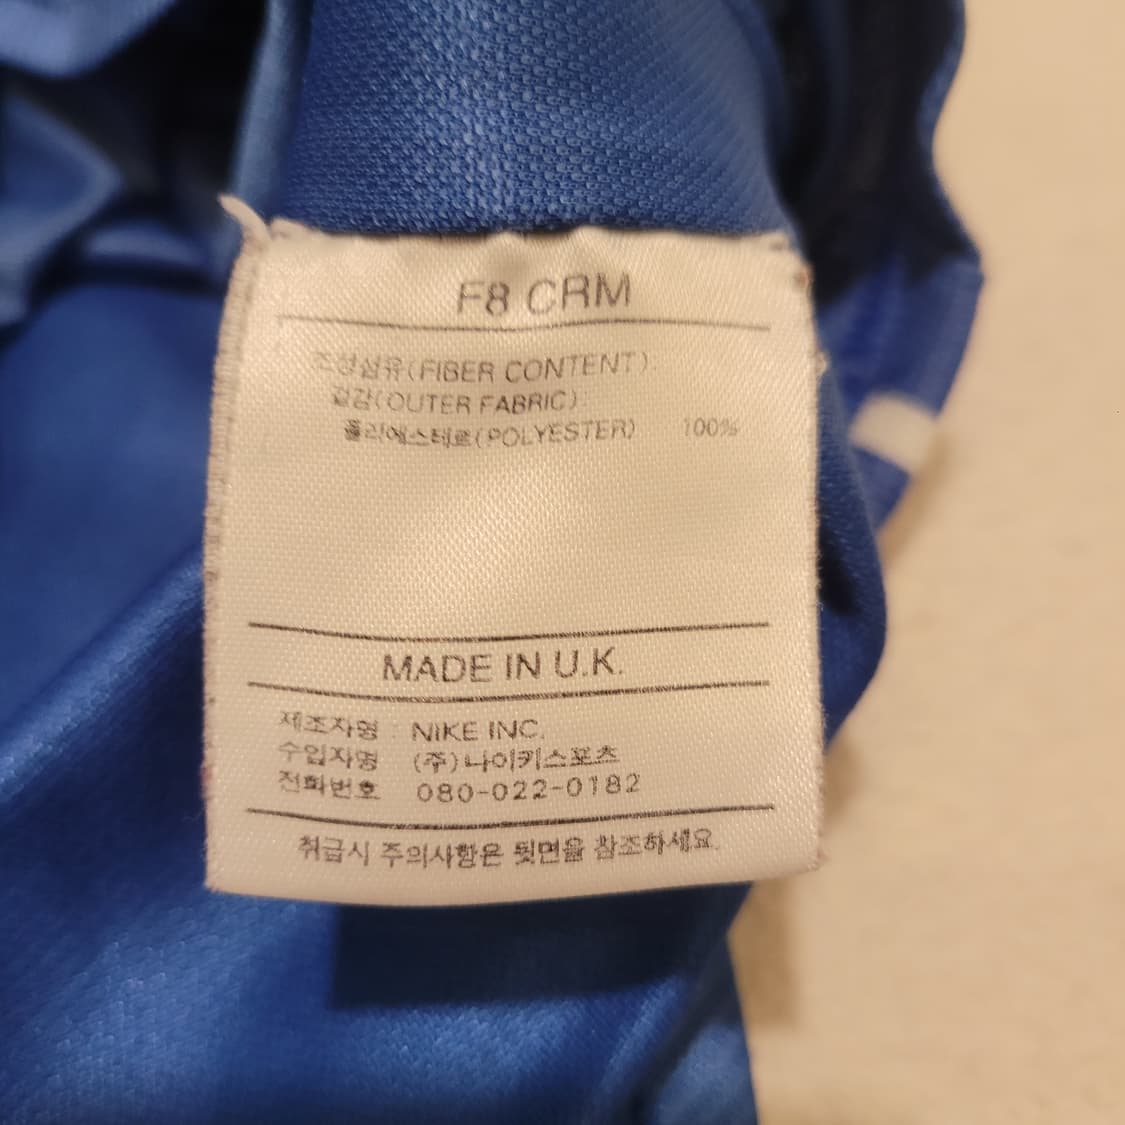 F8 CRM
조성섬유(FIBER CONTENT).
겉감(OUTER FABRIC).
폴리에스테르(POLYESTER) 100%
MADE IN U.K.
제조자명 : NIKE INC.
수입자명 (주)나이키스포츠
전화번호 080-022-0182
취급시 주의사항은 뒷면을 참조하세요.